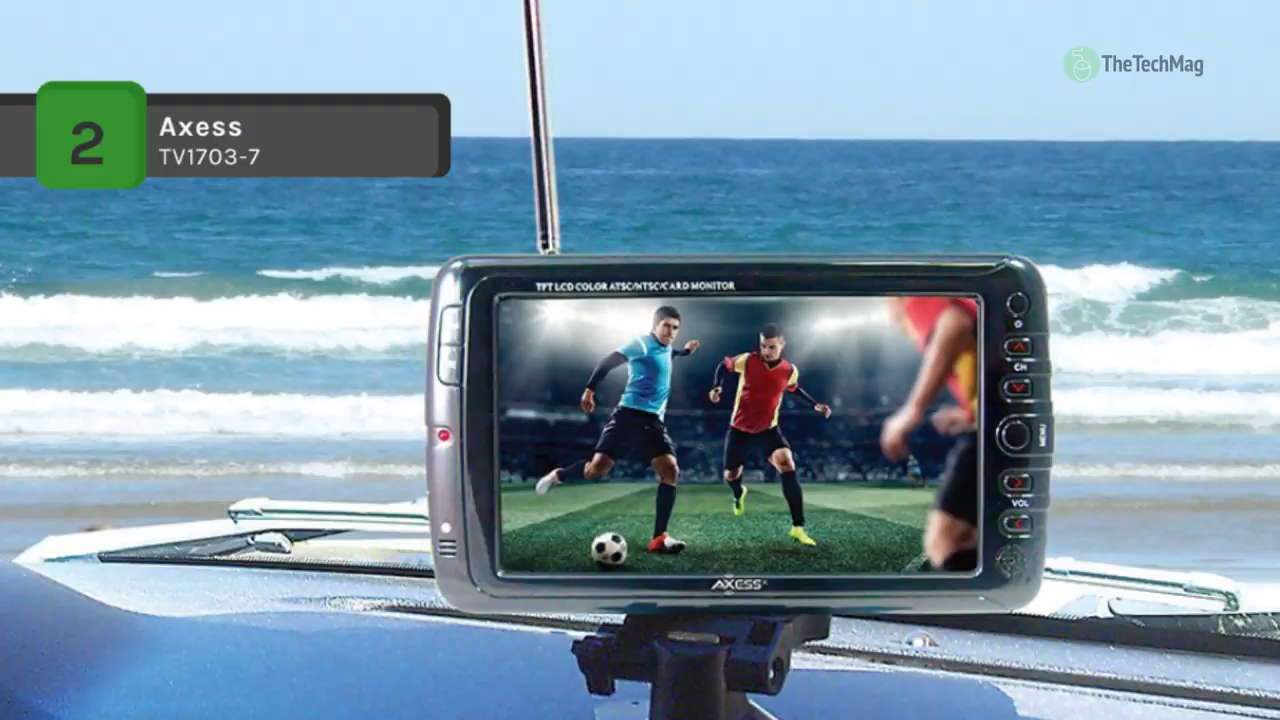 TheTechMag
2
Axess
TV1703-7
TFT LCD COLOR ATSC/NTSC/CARD MONITOR
CH
MENU
VOL
AXESS